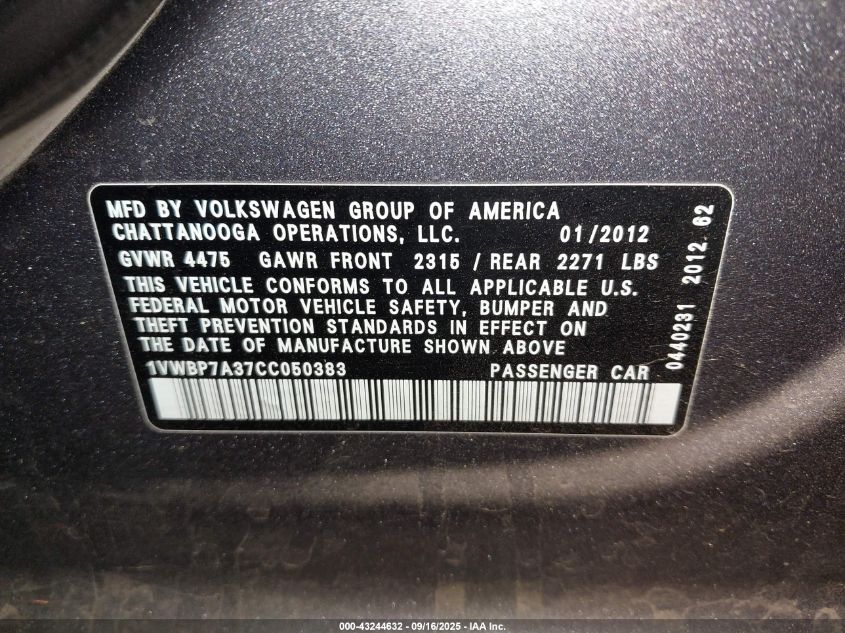 MFD BY VOLKSWAGEN GROUP OF AMERICA
CHATTANOOGA OPERATIONS, LLC. 01/2012
GVWR 4475 GAWR FRONT 2315 / REAR 2271 LBS
THIS VEHICLE CONFORMS TO ALL APPLICABLE U.S.
FEDERAL MOTOR VEHICLE SAFETY, BUMPER AND
THEFT PREVENTION STANDARDS IN EFFECT ON
THE DATE OF MANUFACTURE SHOWN ABOVE.
1VWBP7A37CC050383 PASSENGER CAR
0440231 2012.62
000-43244632 - 09/16/2025 - IAA Inc.